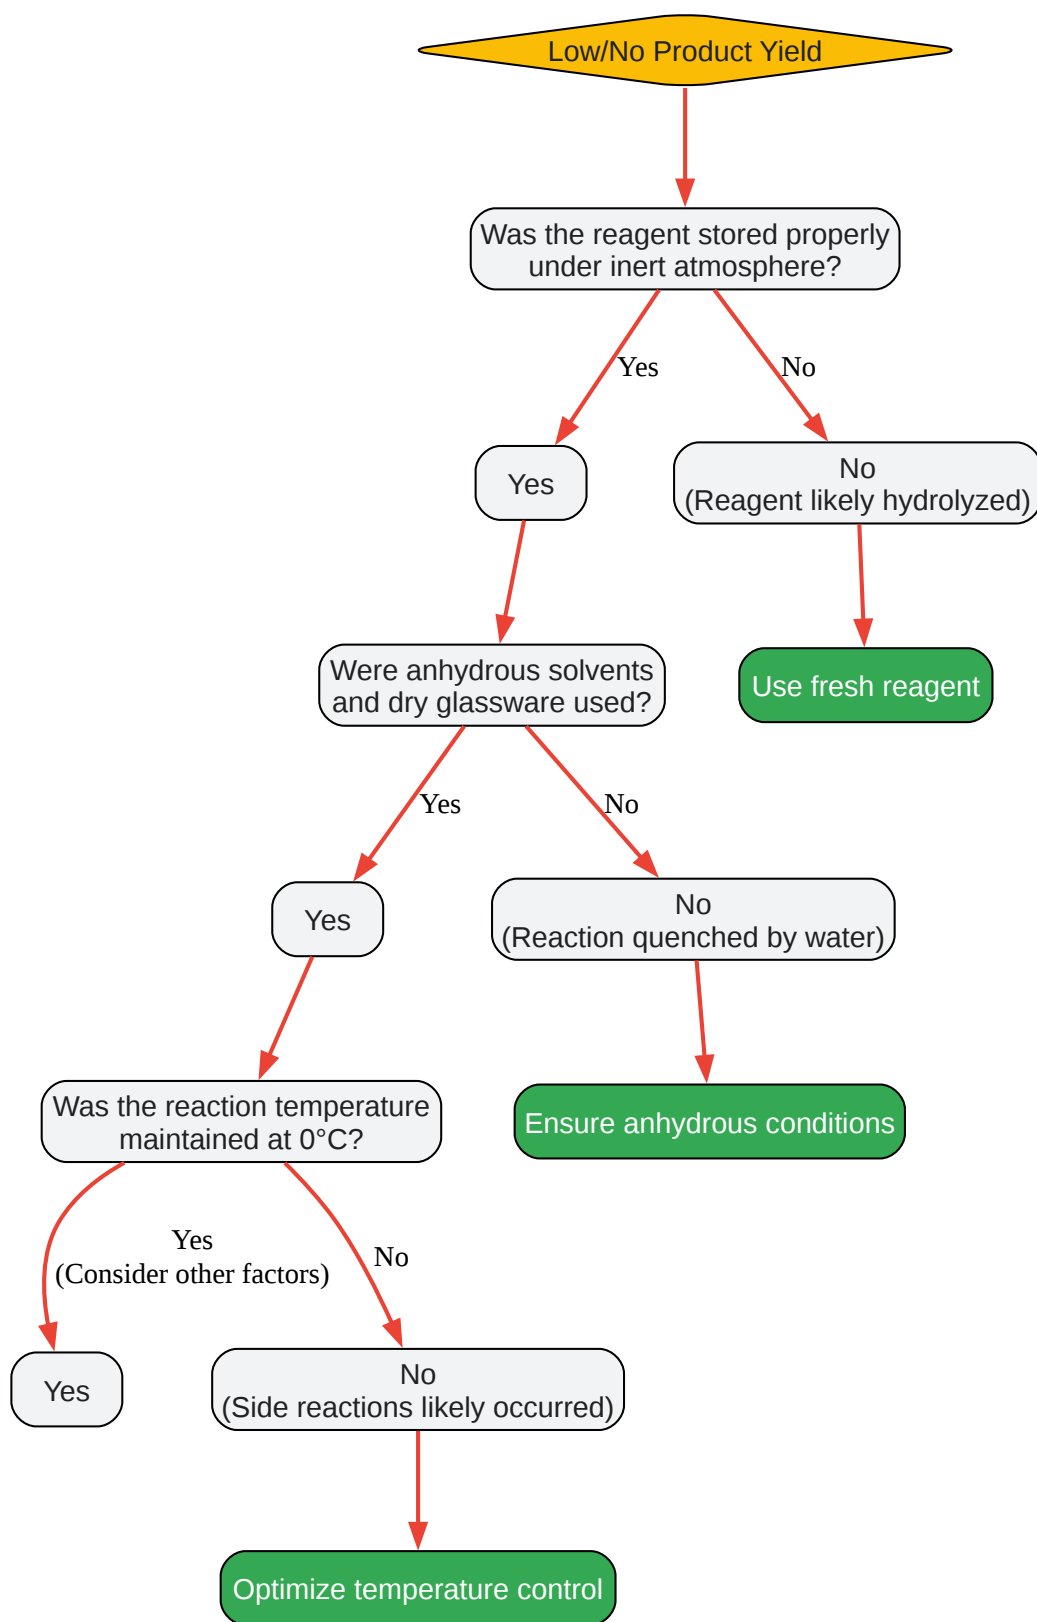 Low/No Product Yield
Was the reagent stored properly
under inert atmosphere?
Yes
No
Yes
No
(Reagent likely hydrolyzed)
Were anhydrous solvents
and dry glassware used?
Use fresh reagent
Yes
No
Yes
No
(Reaction quenched by water)
Was the reaction temperature
maintained at 0°C?
Ensure anhydrous conditions
Yes
(Consider other factors)
No
Yes
No
(Side reactions likely occurred)
Optimize temperature control